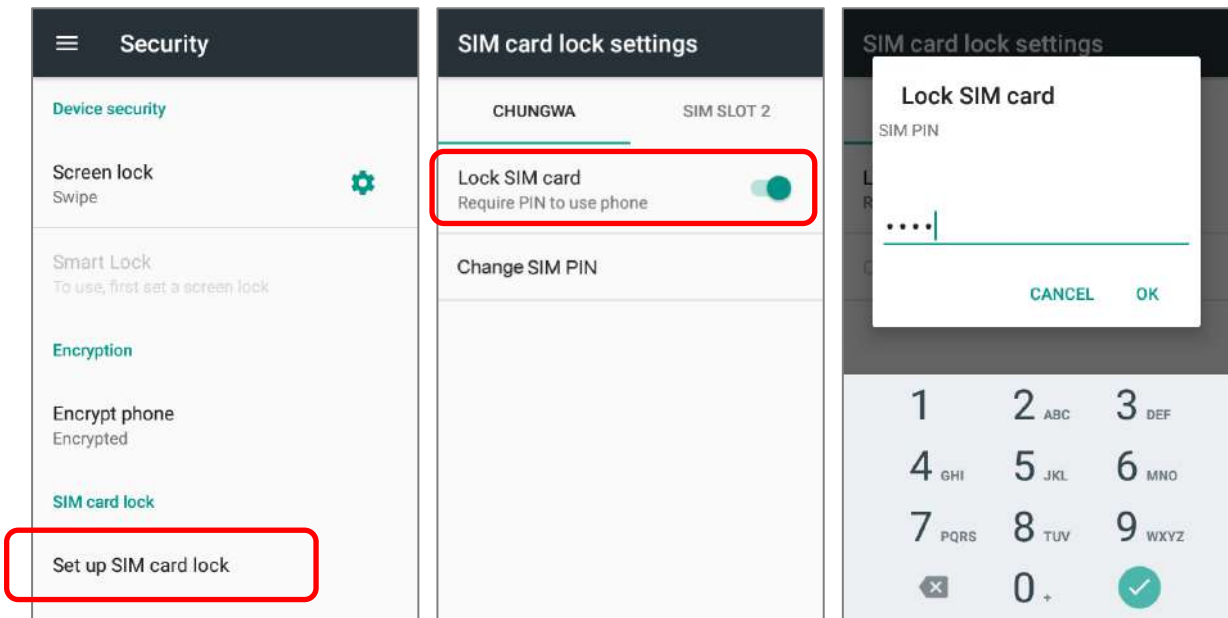 Security
Device security
Screen lock
Swipe
Smart Lock
To use, first set a screen lock
Encryption
Encrypt phone
Encrypted
SIM card lock
Set up SIM card lock
SIM card lock settings
CHUNGWA SIM SLOT 2
Lock SIM card
Require PIN to use phone
Change SIM PIN
SIM card lock settings
Lock SIM card
SIM PIN
••••
CANCEL OK
1 2 ABC 3 DEF
4 GHI 5 JKL 6 MNO
7 PQRS 8 TUV 9 WXYZ
0 +